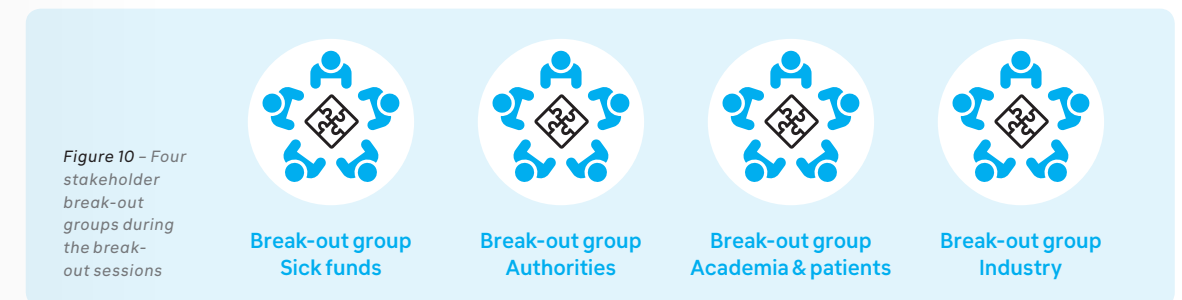 Figure 10 – Four
stakeholder
break-out
groups during
the break-
out sessions
Break-out group
Sick funds
Break-out group
Authorities
Break-out group
Academia & patients
Break-out group
Industry